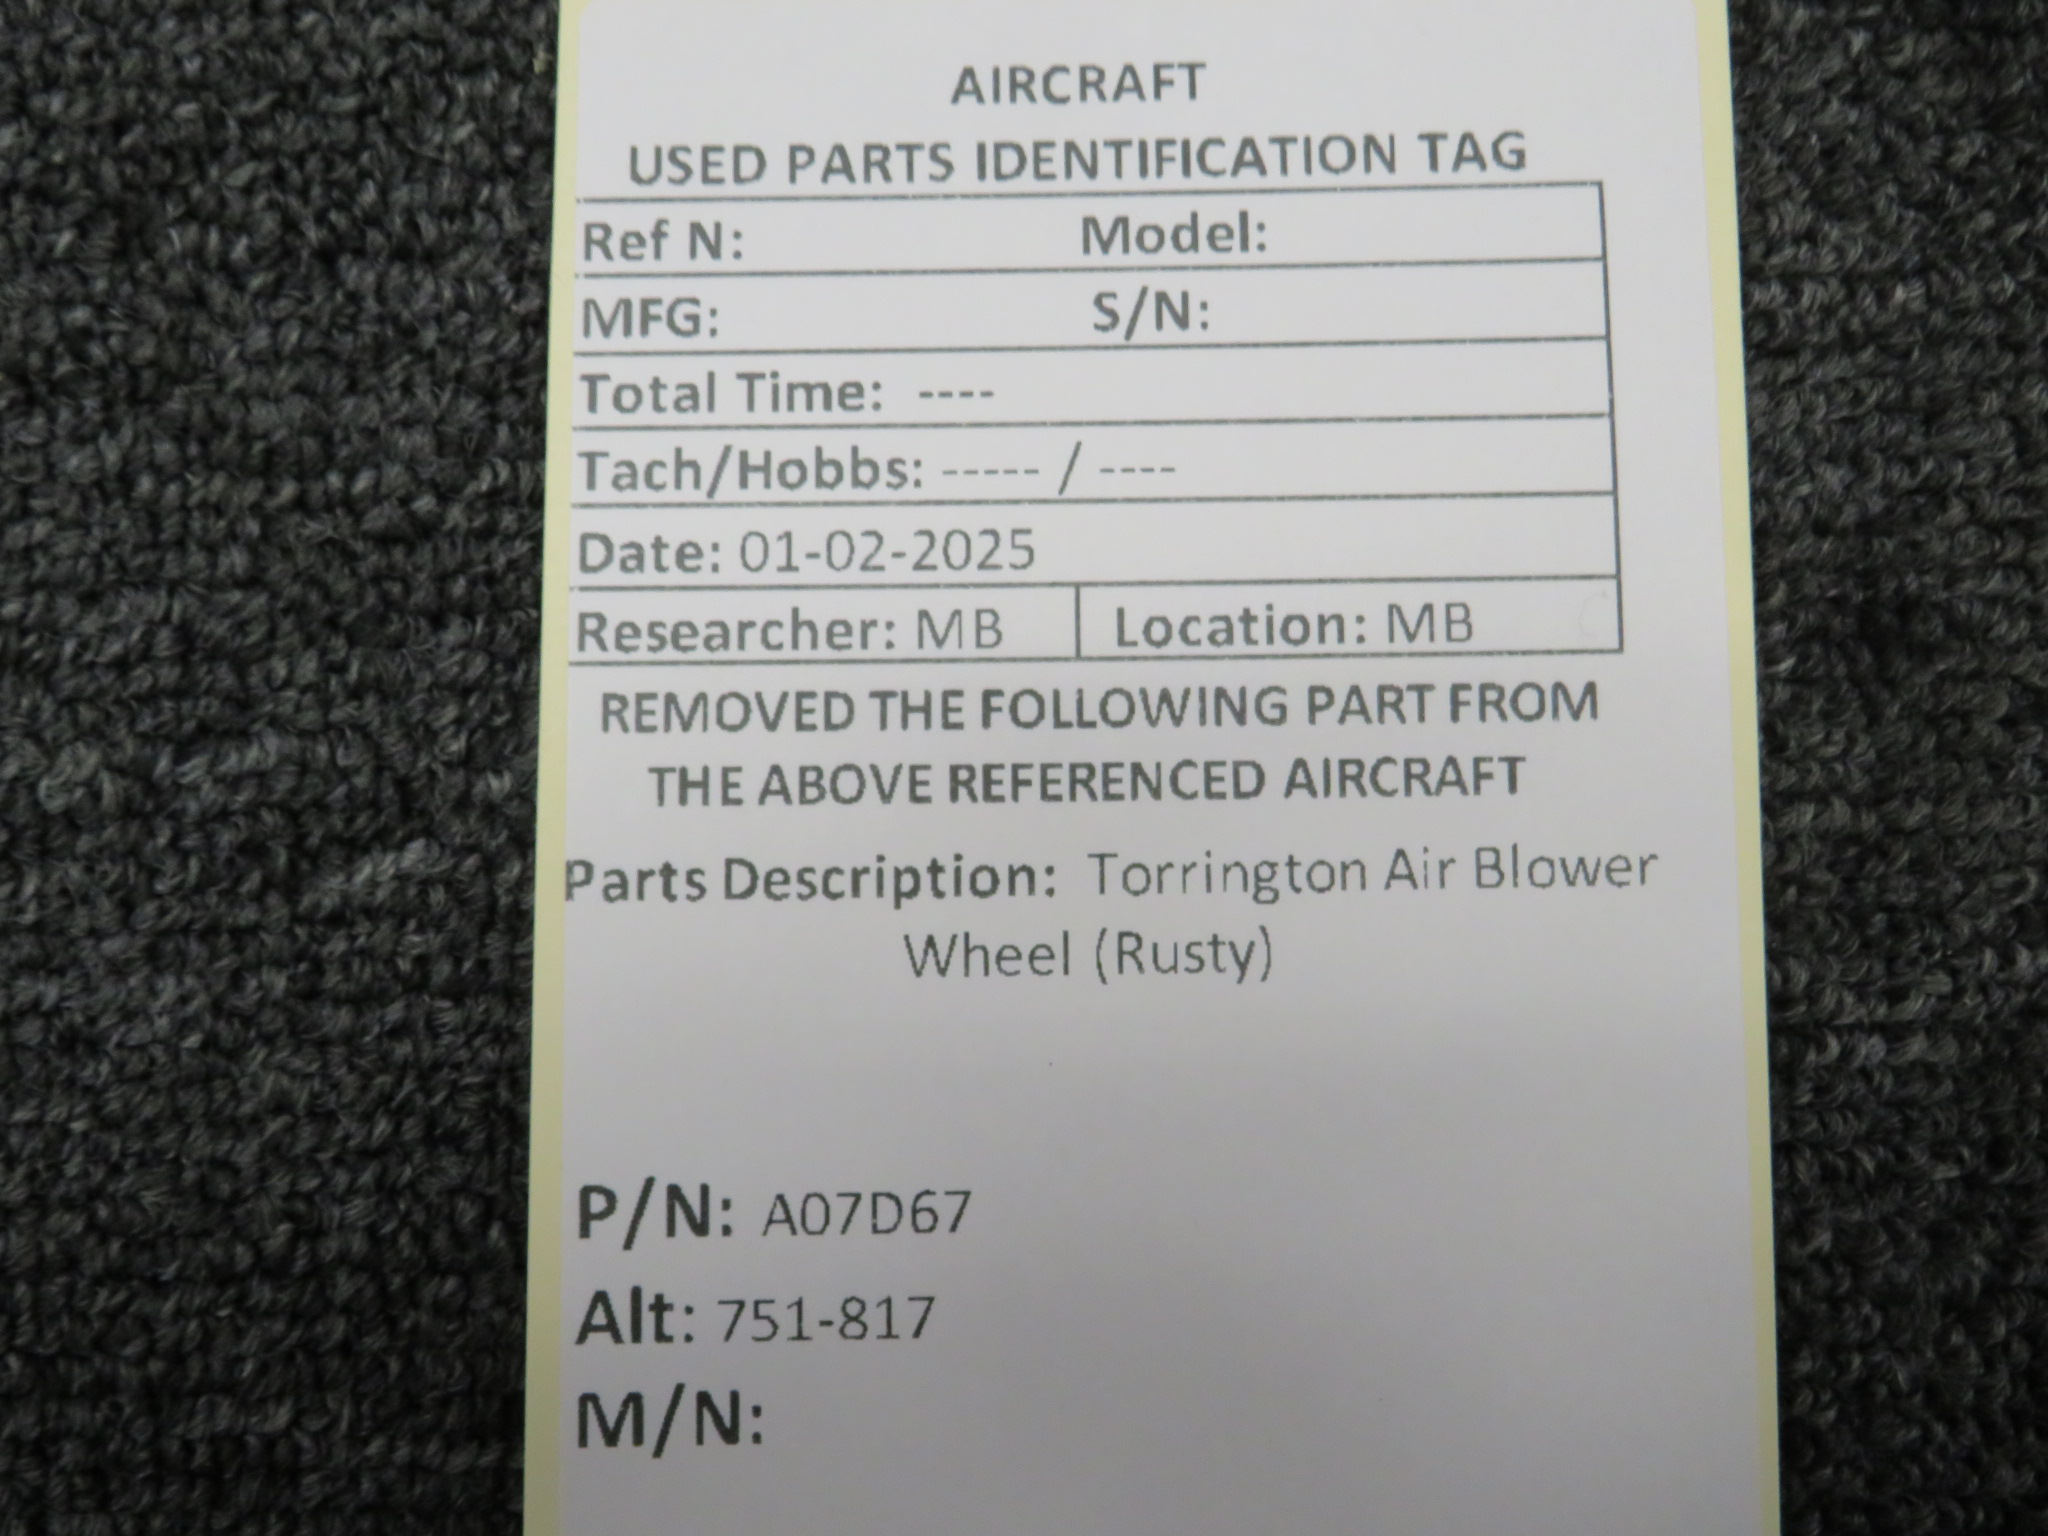 AIRCRAFT
USED PARTS IDENTIFICATION TAG
Ref N: Model:
MFG: S/N:
Total Time: ----
Tach/Hobbs: ----- / ----
Date: 01-02-2025
Researcher: MB Location: MB
REMOVED THE FOLLOWING PART FROM
THE ABOVE REFERENCED AIRCRAFT
Parts Description: Torrington Air Blower
Wheel (Rusty)
P/N: A07D67
Alt: 751-817
M/N: